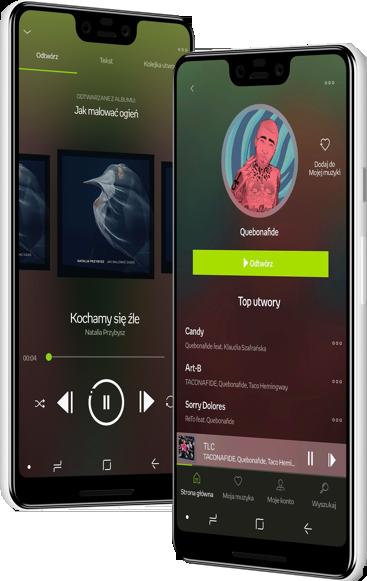 Odtwórz
Tekst
Kolejka utwo
ODTWARZANE Z ALBUMU:
Jak malować ogień
NATALIA PRZYBYSZ
JAK MALOWAĆ OGIEŃ
Kochamy się źle
Natalia Przybysz
00:04
Dodaj do
Mojej muzyki
Quebonafide
Odtwórz
Top utwory
Candy
Quebonafide feat. Klaudia Szafrańska
Art-B
TACONAFIDE, Quebonafide, Taco Hemingway
Sorry Dolores
ReTo feat. Quebonafide
TLC
TACONAFIDE, Quebonafide, Taco Hemi...
Strona główna
Moja muzyka
Moje konto
Wyszukaj